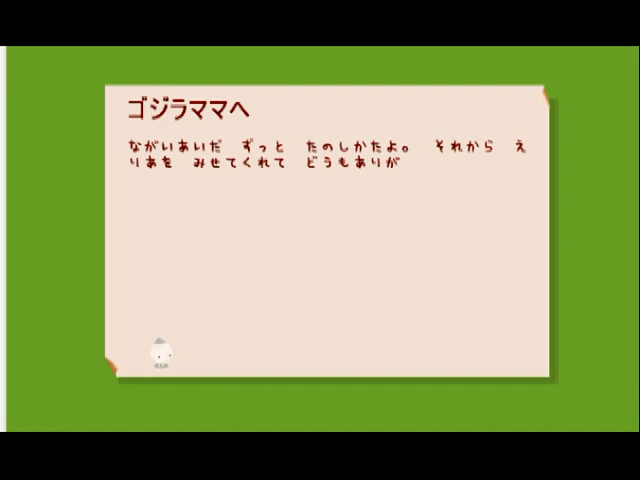 ゴジラママへ
ながいあいだ　ずっと　たのしかたよ。　それから　え
りあを　みせてくれて　どうもありが